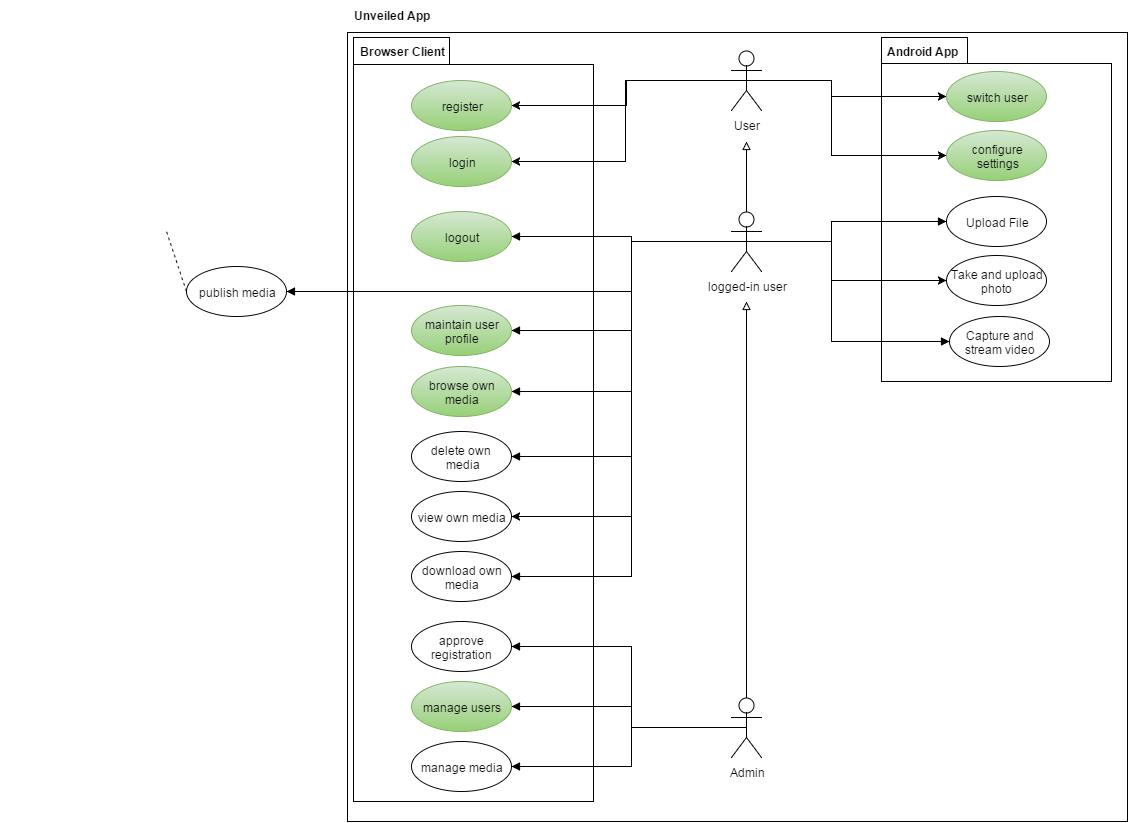 Unveiled App
Browser Client
register
login
logout
publish media
maintain user
profile
browse own
media
delete own
media
view own media
download own
media
approve
registration
manage users
manage media
User
logged-in user
Admin
Android App
switch user
configure
settings
Upload File
Take and upload
photo
Capture and
stream video